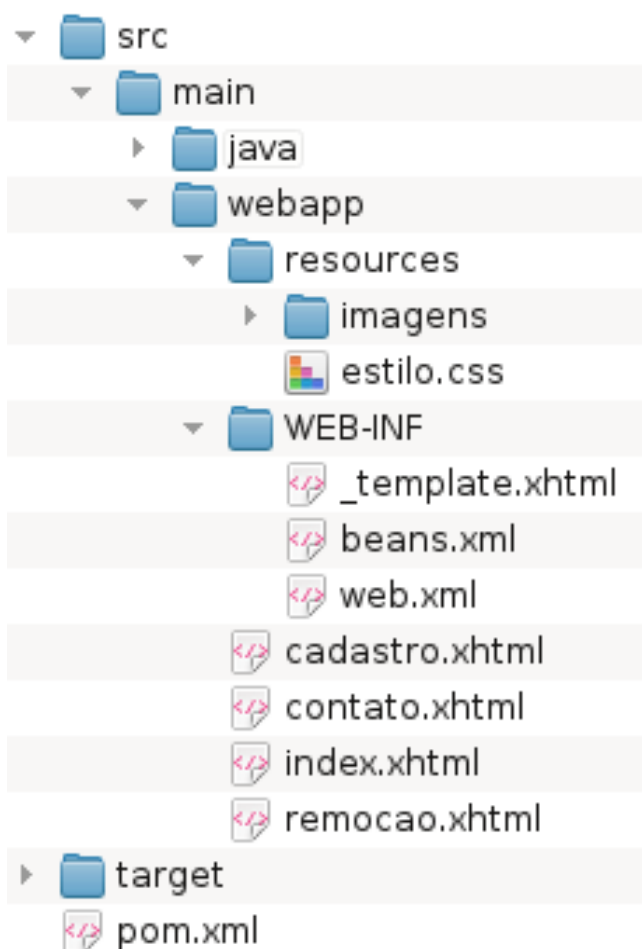 src
main
java
webapp
resources
imagens
estilo.css
WEB-INF
_template.xhtml
beans.xml
web.xml
cadastro.xhtml
contato.xhtml
index.xhtml
remocao.xhtml
target
pom.xml